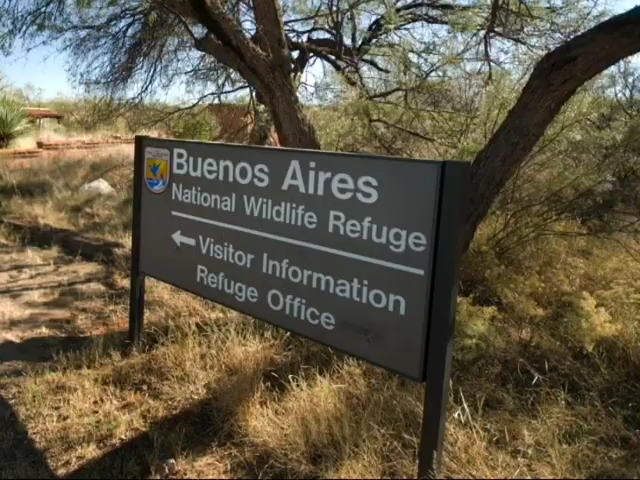 Buenos Aires
National Wildlife Refuge
Visitor Information
Refuge Office